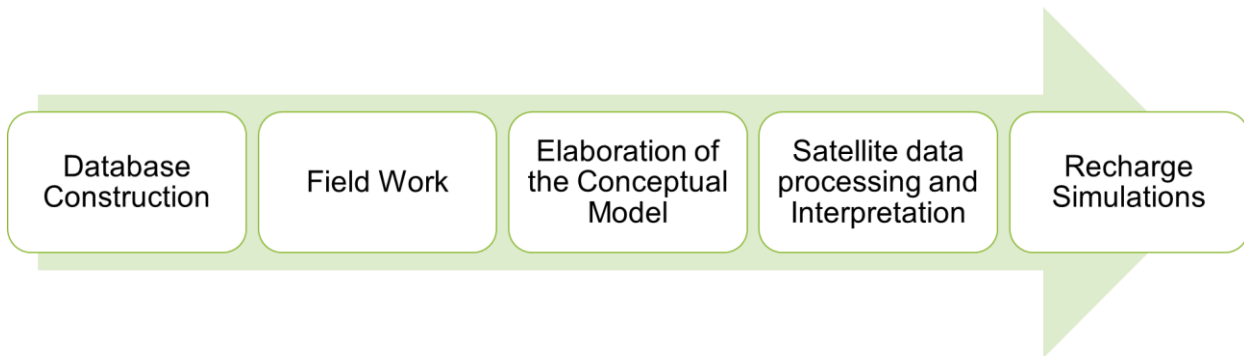 Database
Construction
Field Work
Elaboration of
the Conceptual
Model
Satellite data
processing and
Interpretation
Recharge
Simulations